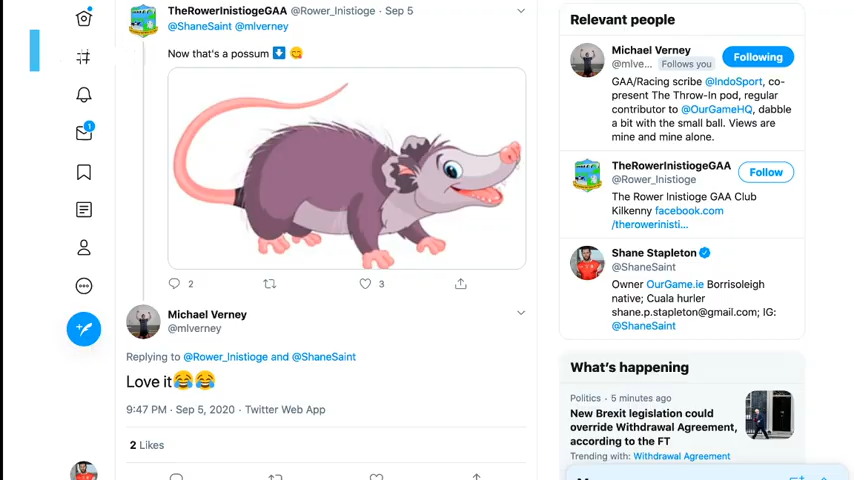 TheRowerInistiogeGAA @Rower_Inistioge · Sep 5
@ShaneSaint @mlverney
Now that's a possum ⬇️ 😋
2
3
Michael Verney
@mlverney
Replying to @Rower_Inistioge and @ShaneSaint
Love it😂😂
9:47 PM · Sep 5, 2020 · Twitter Web App
2 Likes
1
Relevant people
Michael Verney
@mlve... Follows you
Following
GAA/Racing scribe @IndoSport, co-
present The Throw-In pod, regular
contributor to @OurGameHQ, dabble
a bit with the small ball. Views are
mine and mine alone.
TheRowerInistiogeGAA
@Rower_Inistioge
Follow
The Rower Inistioge GAA Club
Kilkenny facebook.com
/therowerinisti...
Shane Stapleton
@ShaneSaint
Owner OurGame.ie Borrisoleigh
native; Cuala hurler
shane.p.stapleton@gmail.com; IG:
@ShaneSaint
What's happening
Politics · 5 minutes ago
New Brexit legislation could
override Withdrawal Agreement,
according to the FT
Trending with: Withdrawal Agreement